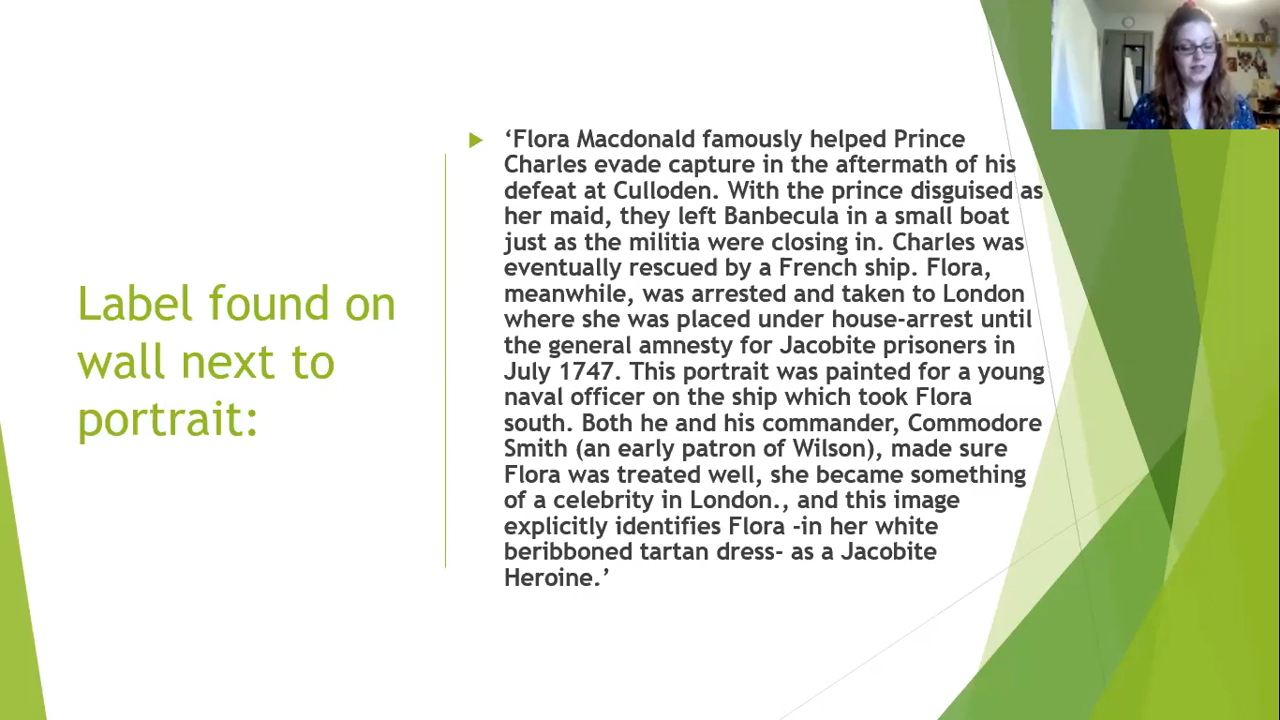 Label found on
wall next to
portrait:
‘Flora Macdonald famously helped Prince
Charles evade capture in the aftermath of his
defeat at Culloden. With the prince disguised as
her maid, they left Banbecula in a small boat
just as the militia were closing in. Charles was
eventually rescued by a French ship. Flora,
meanwhile, was arrested and taken to London
where she was placed under house-arrest until
the general amnesty for Jacobite prisoners in
July 1747. This portrait was painted for a young
naval officer on the ship which took Flora
south. Both he and his commander, Commodore
Smith (an early patron of Wilson), made sure
Flora was treated well, she became something
of a celebrity in London., and this image
explicitly identifies Flora -in her white
beribboned tartan dress- as a Jacobite
Heroine.’